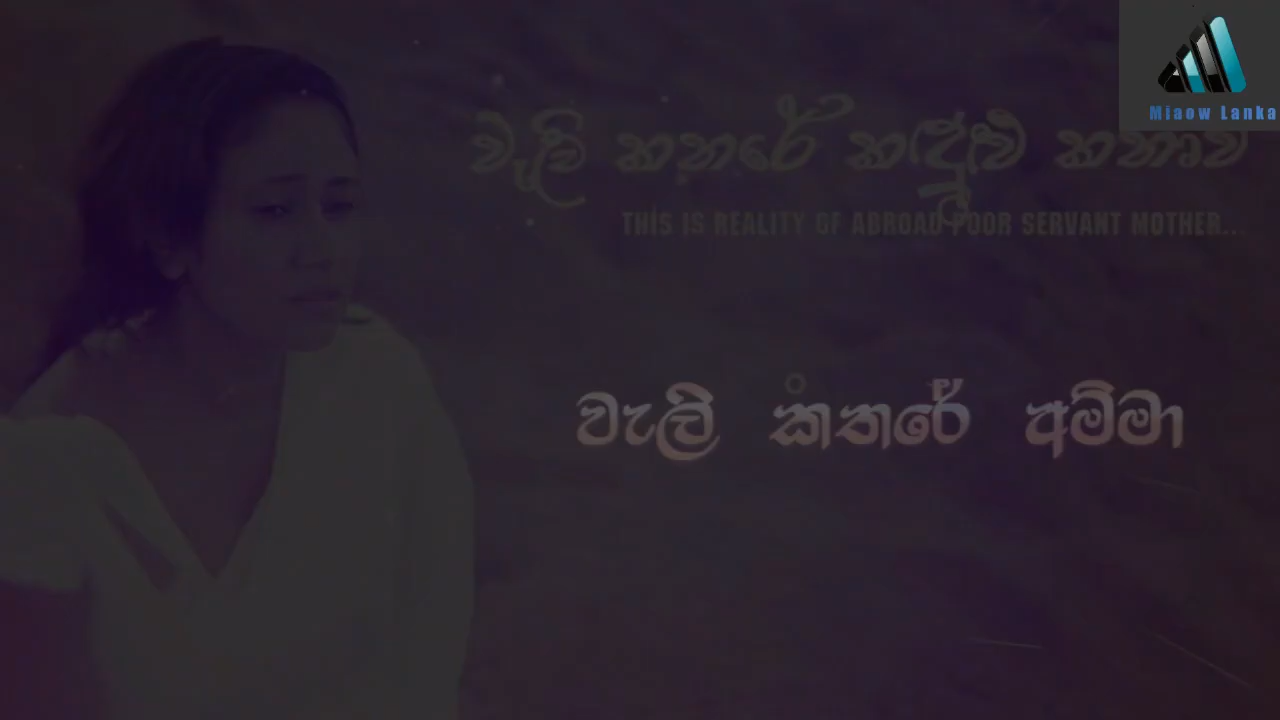 Miaow Lanka
වැලි කතරේ කඳුළු කතාව
THIS IS REALITY OF ABROAD POOR SERVANT MOTHER...
වැලි කතරේ අම්මා